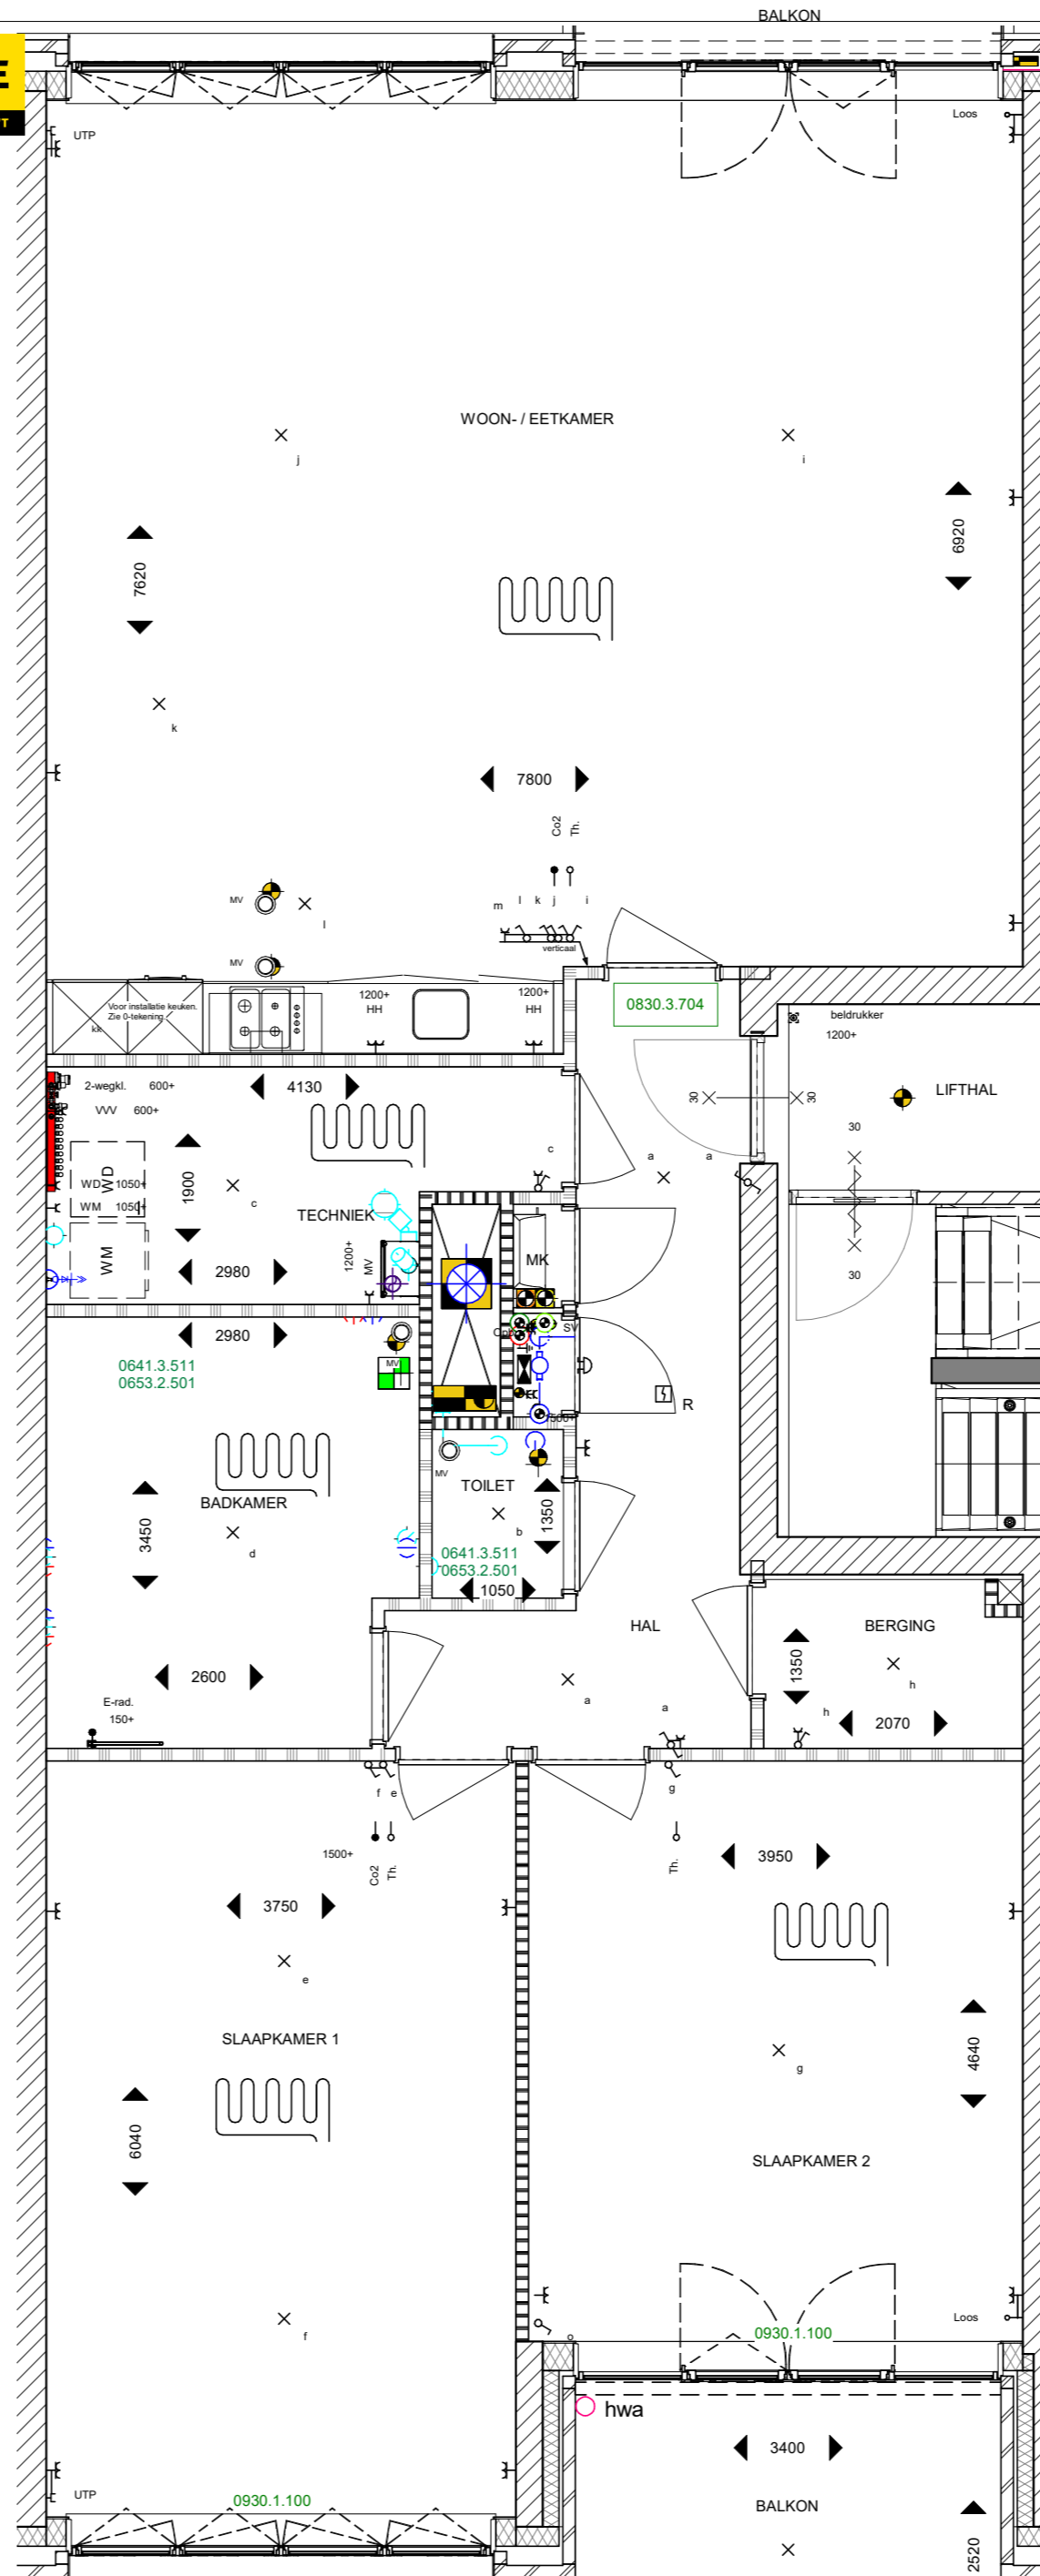 BALKON
E
UTP
Loos
WOON- / EETKAMER
j
i
7620
6920
k
7800
Co2
Th.
MV
l
m
l
k
j
i
verticaal
MV
Voor installatie keuken.
Zie 0-tekening
kk
1200+
HH
1200+
HH
0830.3.704
beldrukker
1200+
LIFTHAL
30
30
30
30
2-wegkl.
600+
VVV
600+
4130
WD
WD
1050+
WM
1050+
WM
1900
c
c
a
a
TECHNIEK
2980
1200+
MV
MK
2980
0641.3.511
0653.2.501
MV
SV
R
BADKAMER
3450
d
MV
TOILET
b
1350
0641.3.511
0653.2.501
1050
HAL
BERGING
1350
h
h
2070
2600
a
a
E-rad.
150+
f
e
g
1500+
Co2
Th.
Th.
3750
3950
e
SLAAPKAMER 1
g
4640
6040
SLAAPKAMER 2
f
Loos
0930.1.100
hwa
3400
BALKON
2520
UTP
0930.1.100